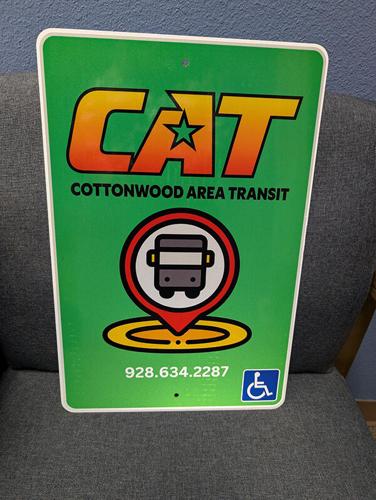 CAT
COTTONWOOD AREA TRANSIT
928.634.2287